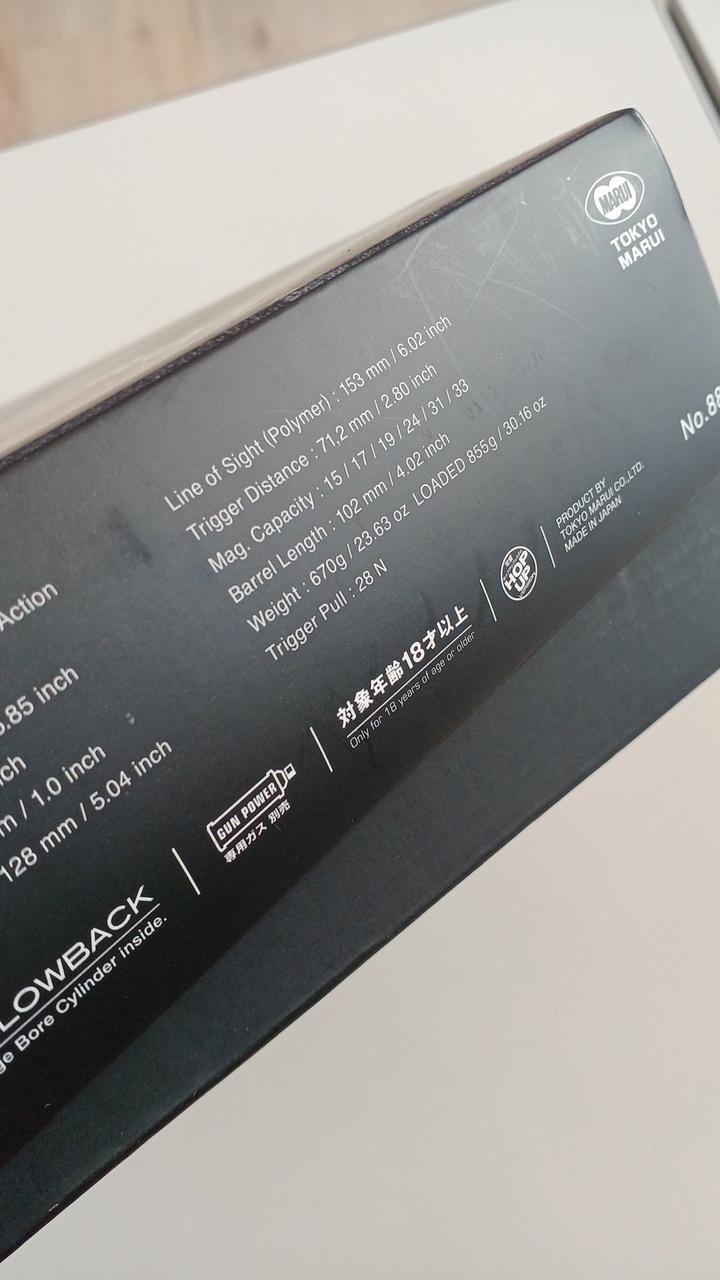 MARUI
TOKYO
MARUI
Line of Sight (Polymer) : 153 mm / 6.02 inch
Trigger Distance : 71,2 mm / 2.80 inch
Mag. Capacity : 15 / 17 / 19 / 24 / 31 / 33
Barrel Length : 102 mm / 4.02 inch
Weight : 670g / 23.63 oz LOADED 855g / 30.16 oz
Trigger Pull : 28 N
No.88
Action
.85 inch
inch
m / 1.0 inch
128 mm / 5.04 inch
LOWBACK
ge Bore Cylinder inside.
GUN POWER
専用ガス 別売
対象年齢18才以上
Only for 18 years of age or older
HOP
UP
PRODUCT BY
TOKYO MARUI CO.,LTD.
MADE IN JAPAN